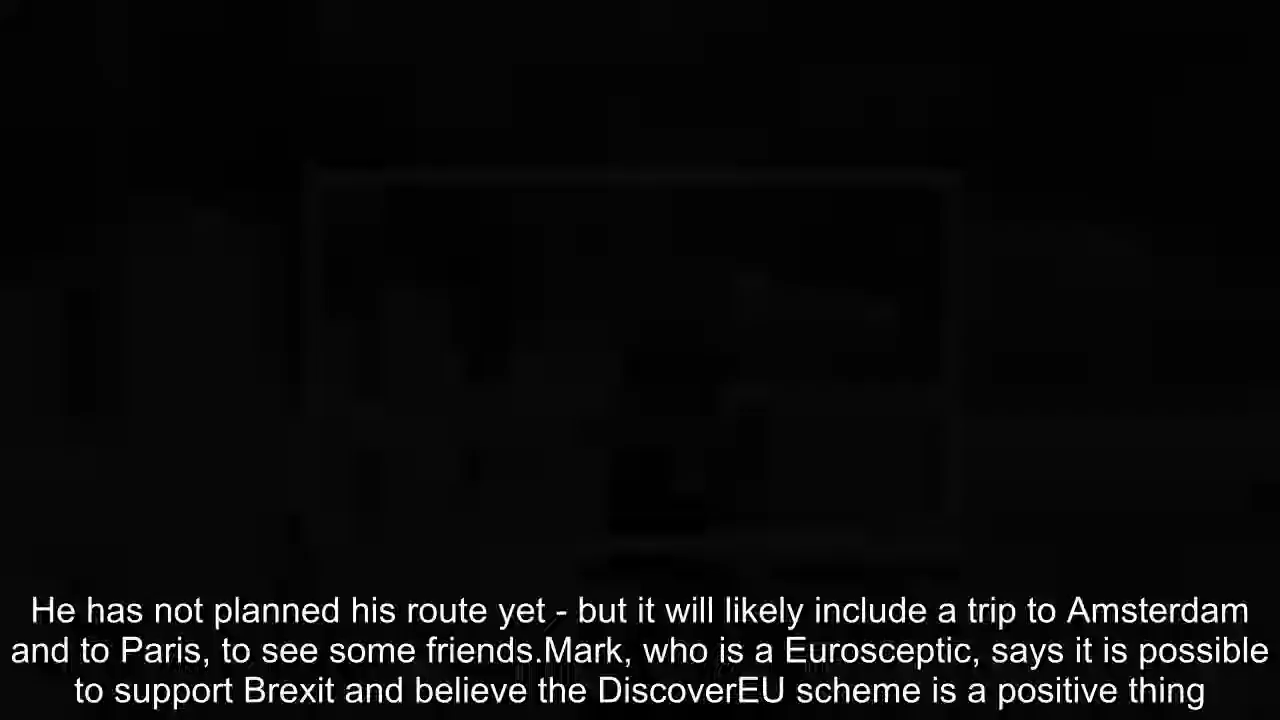 He has not planned his route yet - but it will likely include a trip to Amsterdam
and to Paris, to see some friends.Mark, who is a Eurosceptic, says it is possible
to support Brexit and believe the DiscoverEU scheme is a positive thing